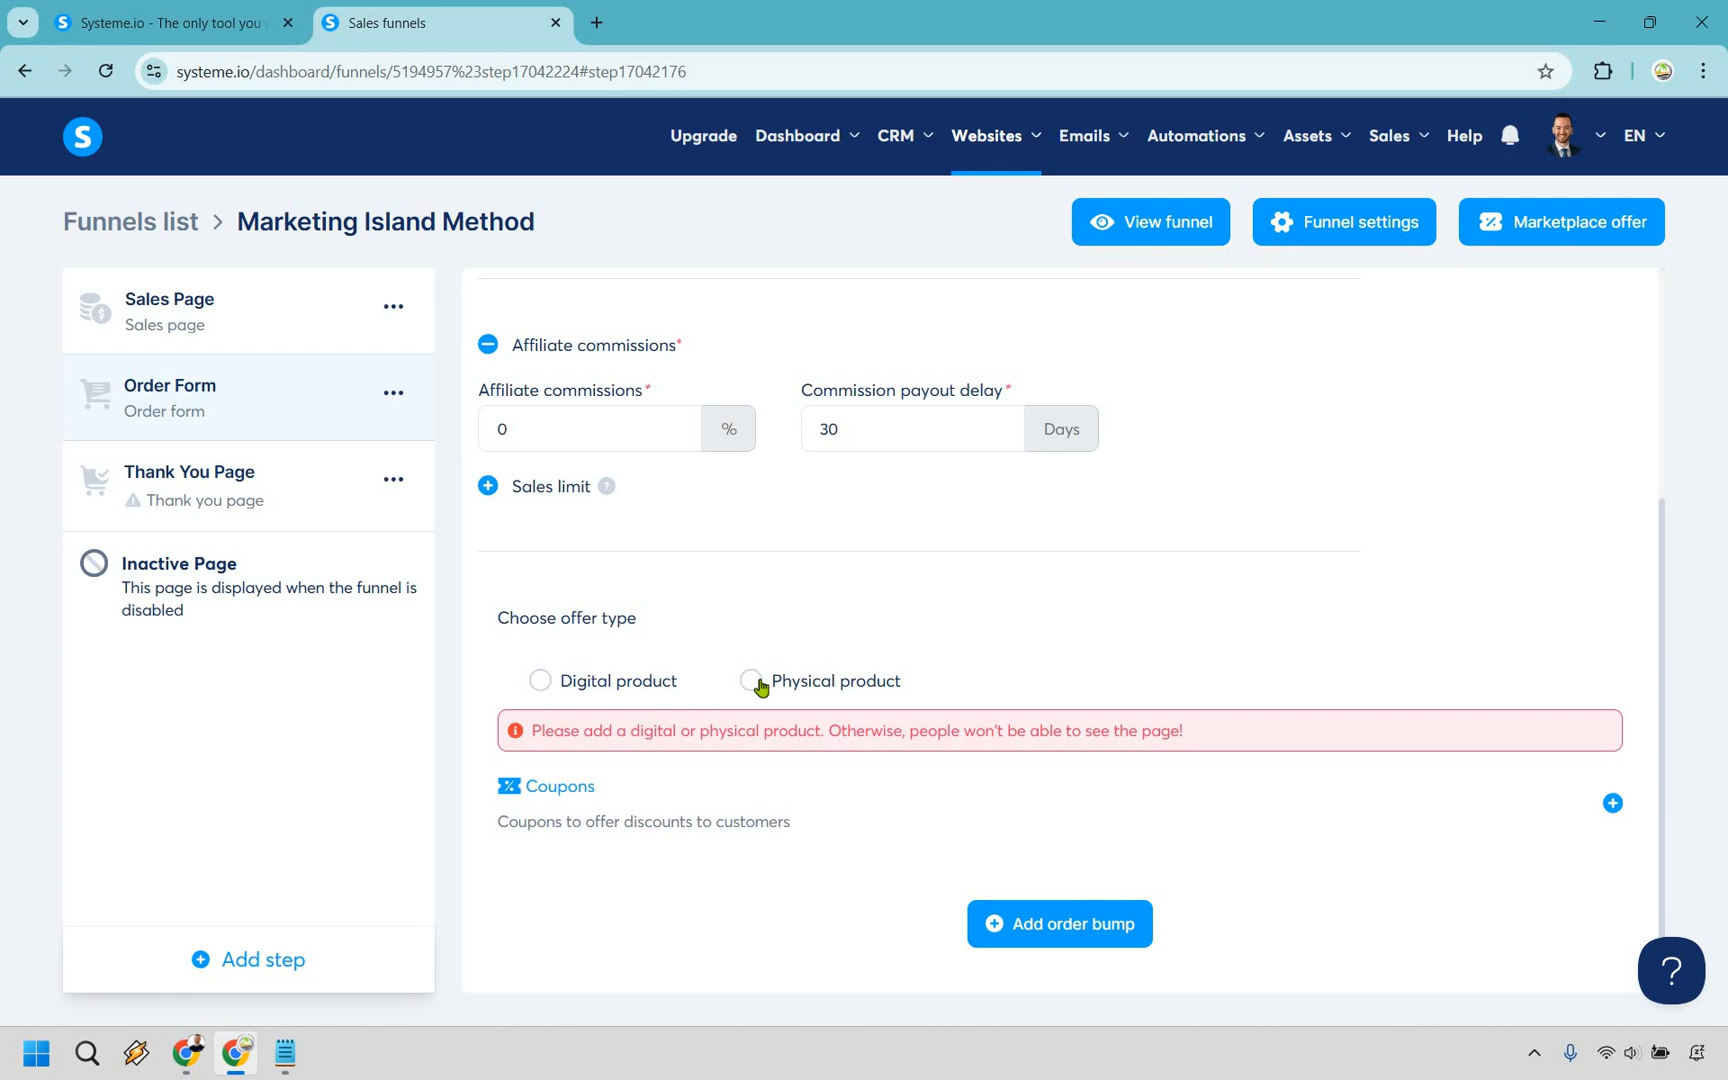 Systeme.io - The only tool you
Sales funnels
systeme.io/dashboard/funnels/5194957%23step17042224#step17042176
S
Upgrade
Dashboard
CRM
Websites
Emails
Automations
Assets
Sales
Help
EN
Funnels list > Marketing Island Method
View funnel
Funnel settings
Marketplace offer
Sales Page
Sales page
Order Form
Order form
Thank You Page
Thank you page
Inactive Page
This page is displayed when the funnel is
disabled
Add step
Affiliate commissions*
Affiliate commissions*
Commission payout delay*
0
%
30
Days
Sales limit ?
Choose offer type
Digital product
Physical product
Please add a digital or physical product. Otherwise, people won't be able to see the page!
Coupons
Coupons to offer discounts to customers
Add order bump
?